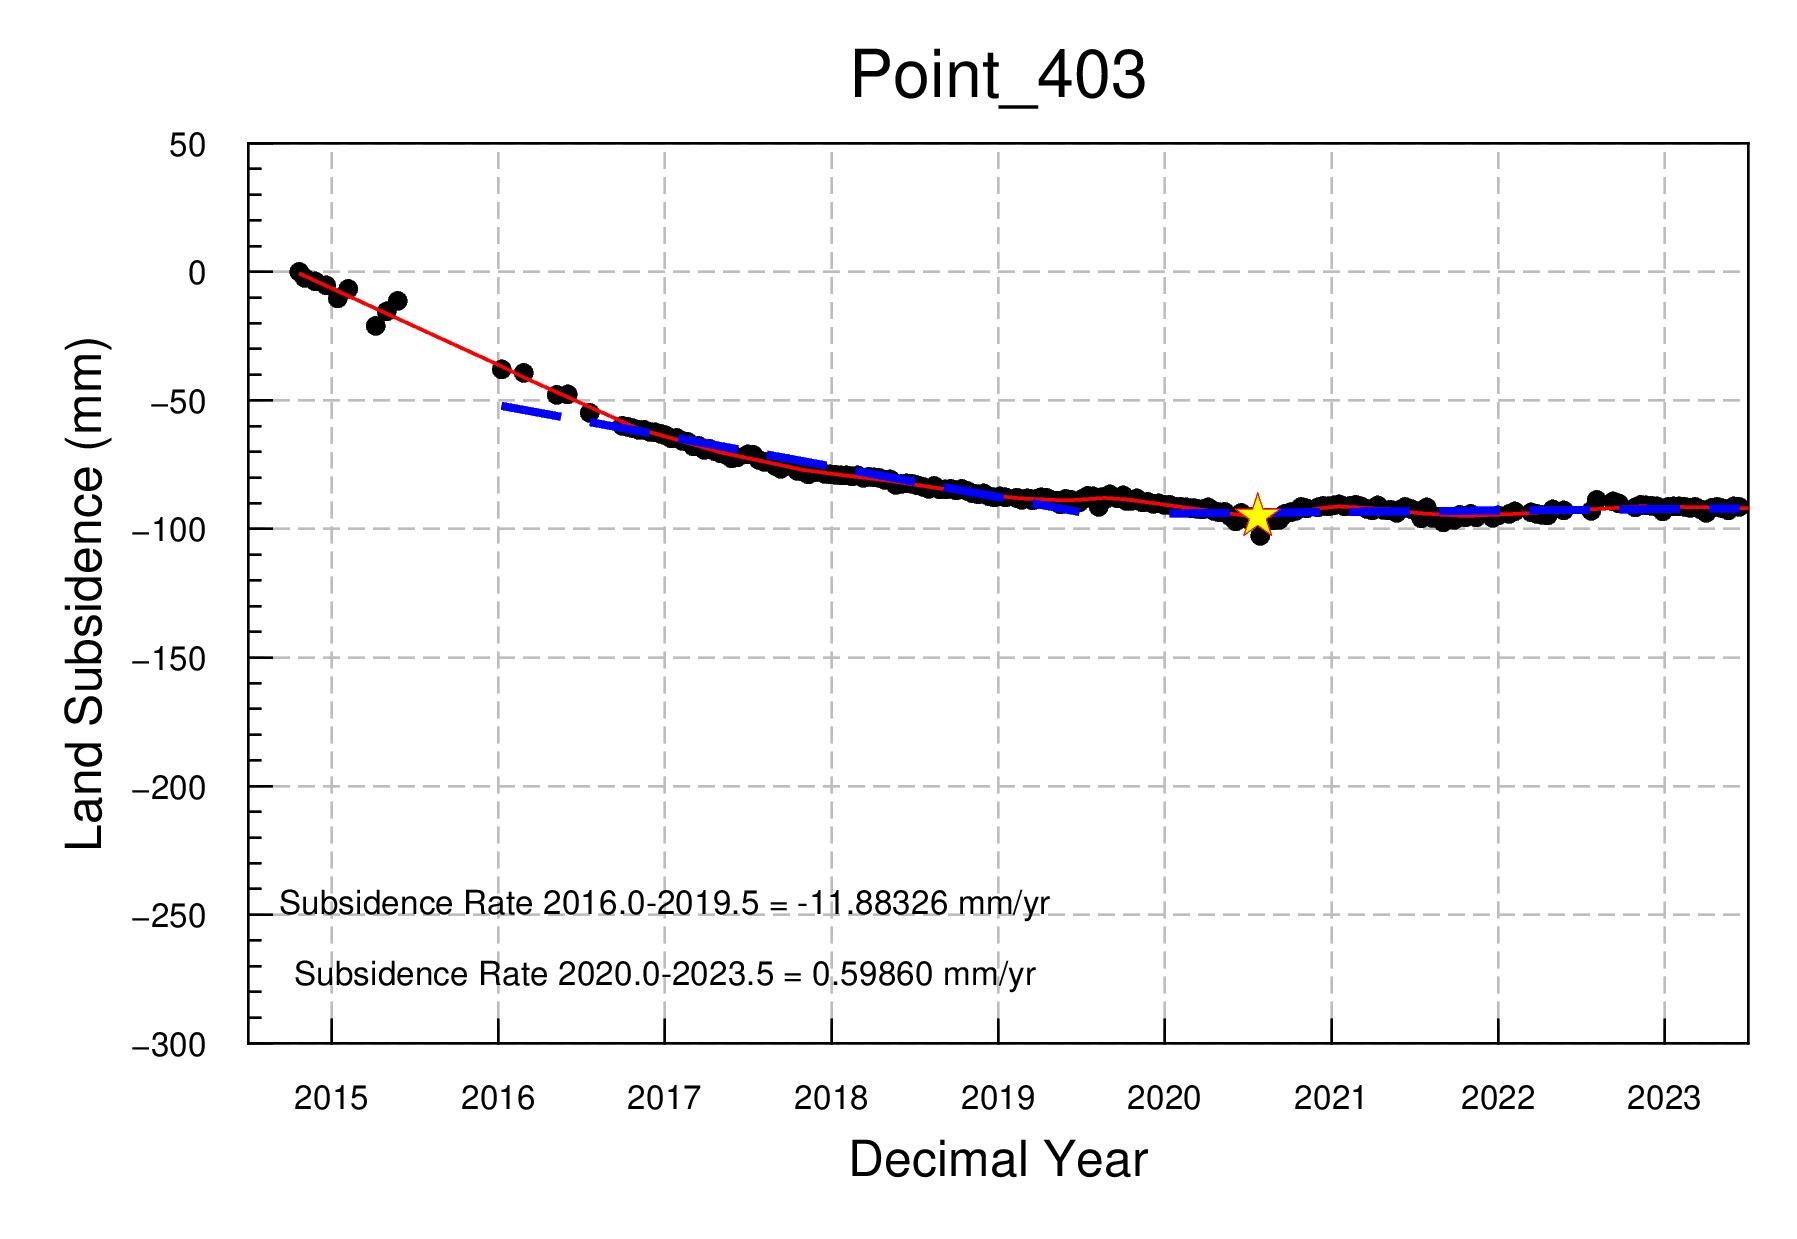 Point_403
50
0
−50
−100
−150
−200
−250
−300
Land Subsidence (mm)
Subsidence Rate 2016.0-2019.5 = -11.88326 mm/yr
Subsidence Rate 2020.0-2023.5 = 0.59860 mm/yr
2015 2016 2017 2018 2019 2020 2021 2022 2023
Decimal Year